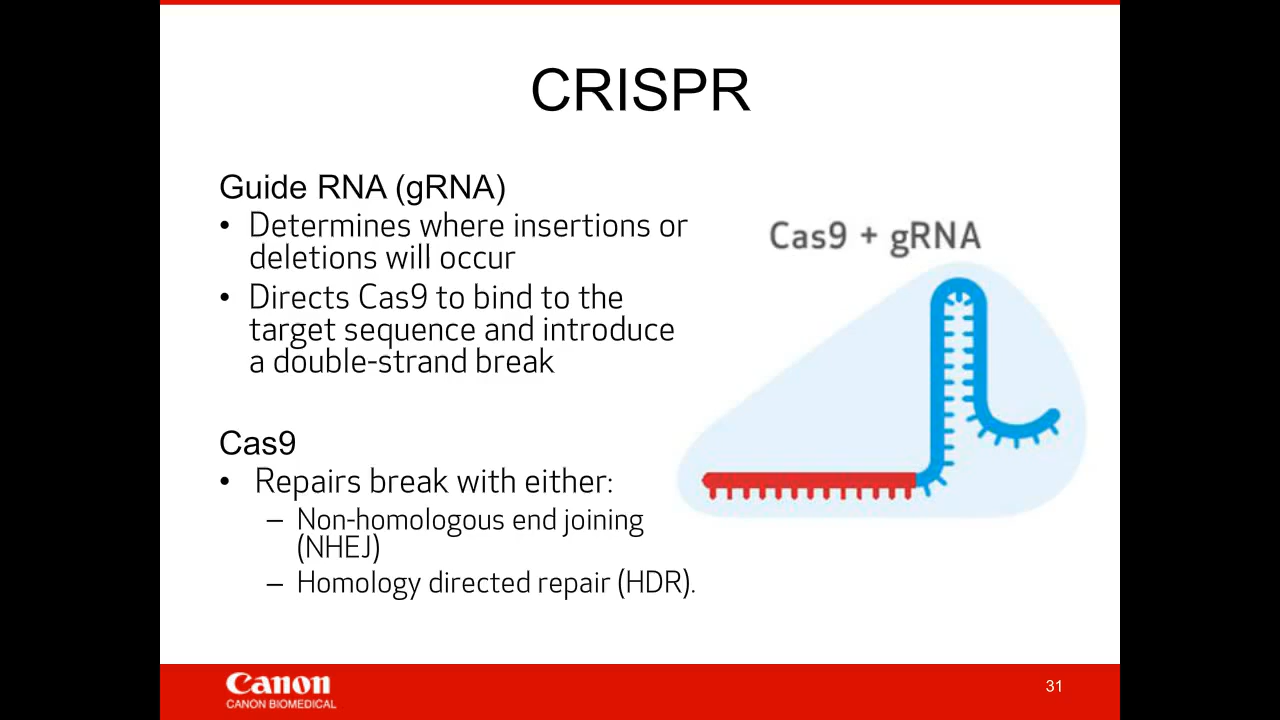 CRISPR
Guide RNA (gRNA)
• Determines where insertions or
deletions will occur
• Directs Cas9 to bind to the
target sequence and introduce
a double-strand break
Cas9 + gRNA
Cas9
• Repairs break with either:
– Non-homologous end joining
(NHEJ)
– Homology directed repair (HDR).
Canon
CANON BIOMEDICAL
31